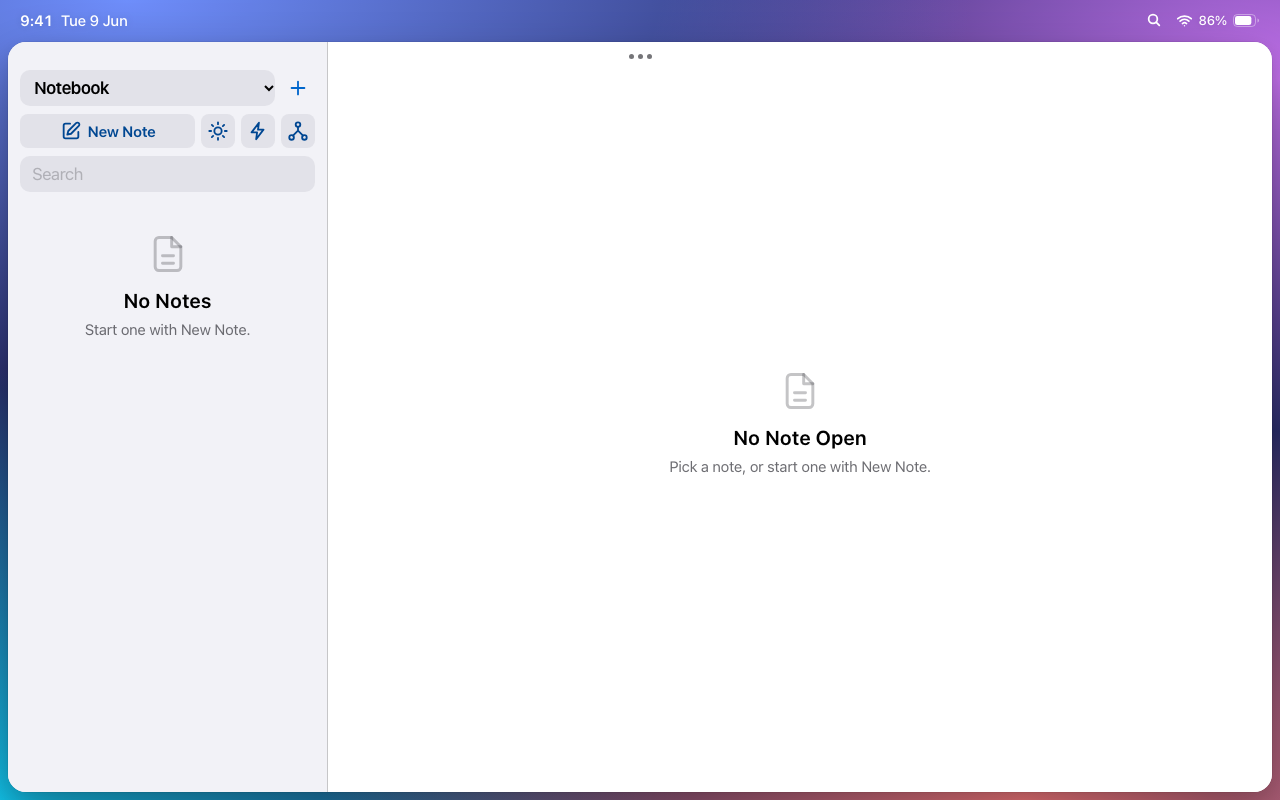 9:41 Tue 9 Jun
86%
Notebook
New Note
Search
No Notes
Start one with New Note.
No Note Open
Pick a note, or start one with New Note.